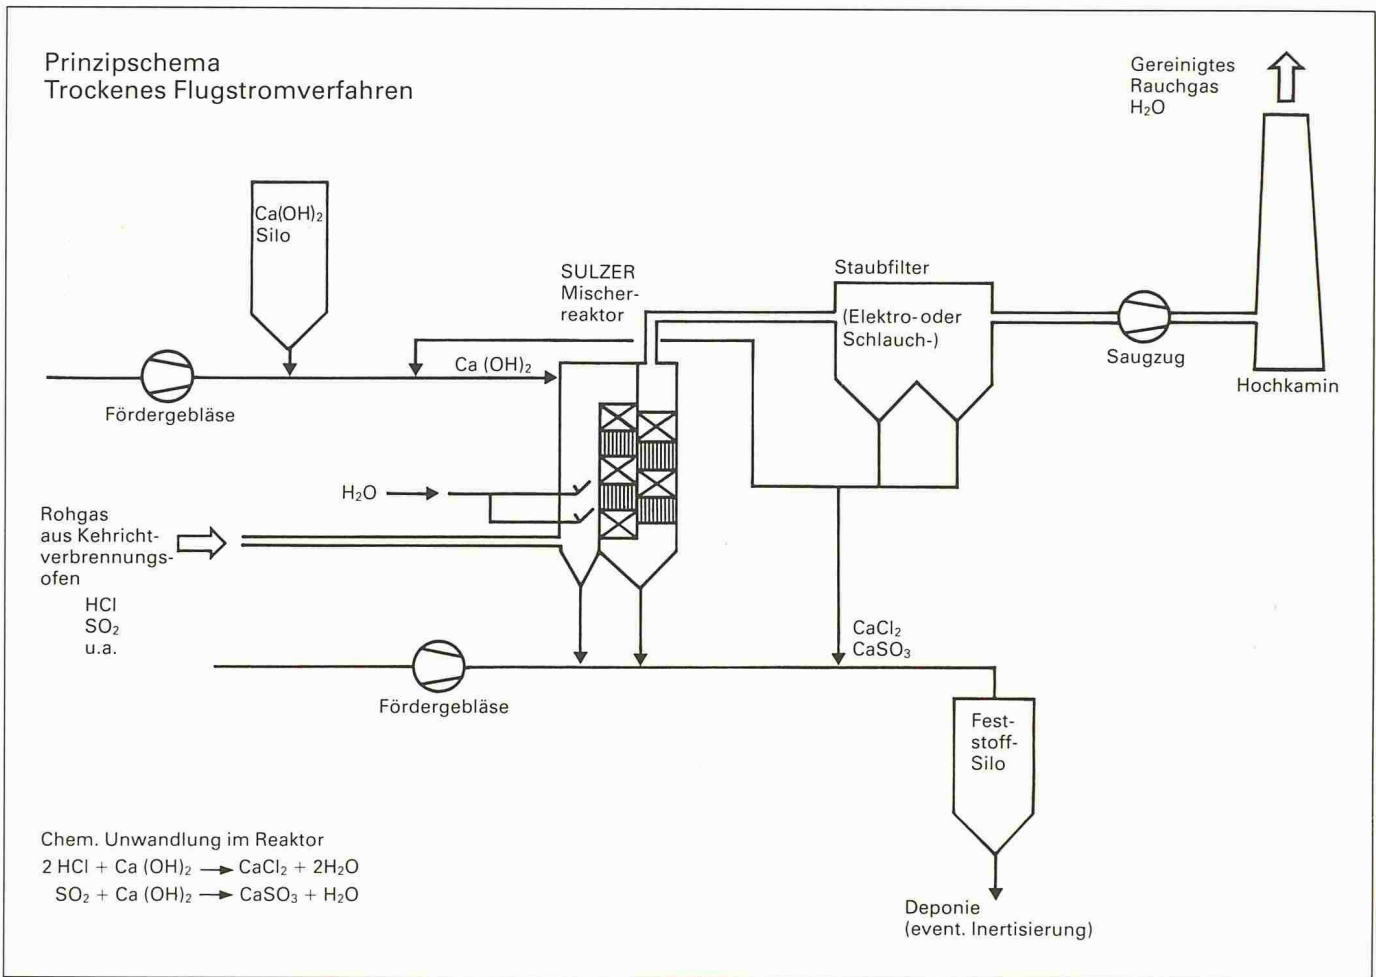 Prinzipschema
Trockenes Flugstromverfahren
Gereinigtes
Rauchgas
H₂O
Ca(OH)₂
Silo
SULZER
Mischer-
reaktor
Staubfilter
(Elektro- oder
Schlauch-)
Ca (OH)₂
Saugzug
Hochkamin
Fördergebläse
H₂O
Rohgas
aus Kehricht-
verbrennungs-
ofen
HCl
SO₂
u.a.
CaCl₂
CaSO₃
Fördergebläse
Fest-
stoff-
Silo
Chem. Unwandlung im Reaktor
2 HCl + Ca (OH)₂ → CaCl₂ + 2H₂O
SO₂ + Ca (OH)₂ → CaSO₃ + H₂O
Deponie
(event. Inertisierung)